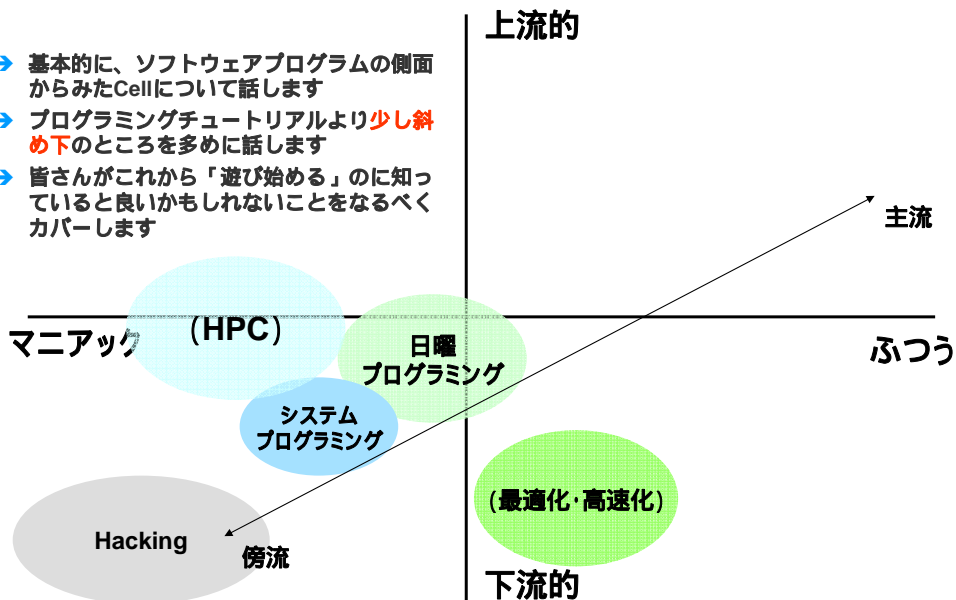 上流的
基本的に、ソフトウェアプログラムの側面
からみたCellについて話します
プログラミングチュートリアルより少し斜
め下のところを多めに話します
皆さんがこれから「遊び始める」のに知っ
ていると良いかもしれないことをなるべく
カバーします
主流
マニアック
(HPC)
日曜
プログラミング
ふつう
システム
プログラミング
(最適化・高速化)
Hacking
傍流
下流的